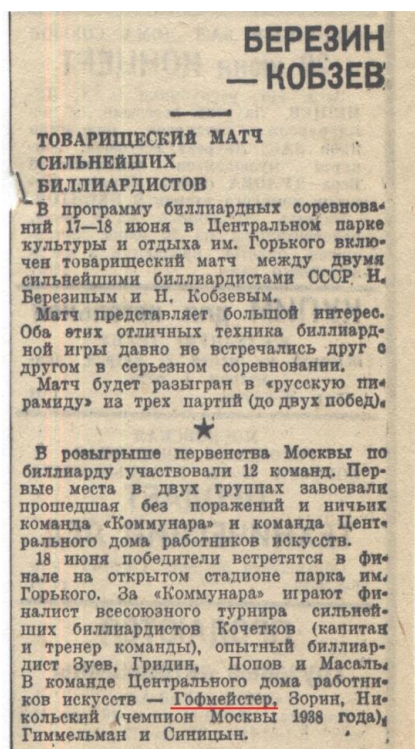 БЕРЕЗИН
— КОБЗЕВ
ТОВАРИЩЕСКИЙ МАТЧ
СИЛЬНЕЙШИХ
БИЛЛИАРДИСТОВ
В программу биллиардных соревнова-
ний 17—18 июня в Центральном парке
культуры и отдыха им. Горького вклю-
чен товарищеский матч между двумя
сильнейшими биллиардистами СССР Н.
Березиным и Н. Кобзевым.
Матч представляет большой интерес.
Оба этих отличных техника биллиард-
ной игры давно не встречались друг с
другом в серьезном соревновании.
Матч будет разыгран в «русскую пи-
рамиду» из трех партий (до двух побед).
В розыгрыше первенства Москвы по
биллиарду участвовали 12 команд. Пер-
вые места в двух группах завоевали
прошедшая без поражений и ничьих
команда «Коммунара» и команда Цент-
рального дома работников искусств.
18 июня победители встретятся в фи-
нале на открытом стадионе парка им.
Горького. За «Коммунара» играют фи-
налист всесоюзного турнира сильней-
ших биллиардистов Кочетков (капитан
и тренер команды), опытный биллиар-
дист Зуев, Гридин, Попов и Масаль.
В команде Центрального дома работни-
ков искусств — Гофмейстер, Зорин, Ни-
кольский (чемпион Москвы 1938 года),
Гиммельман и Синицын.